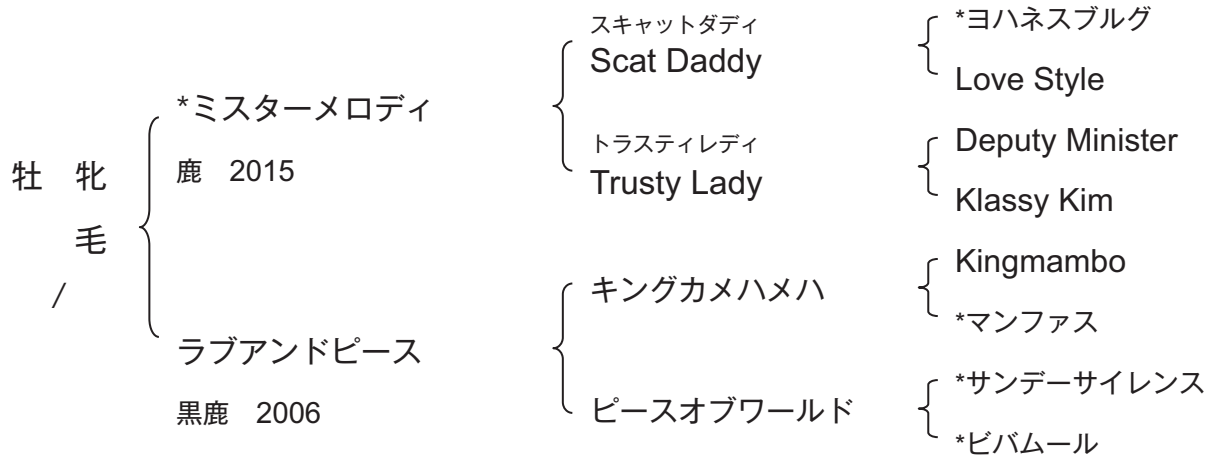 牡 牝
毛
/
*ミスターメロディ
鹿 2015
ラブアンドピース
黒鹿 2006
スキャットダディ
Scat Daddy
トラスティレディ
Trusty Lady
キングカメハメハ
ピースオブワールド
*ヨハネスブルグ
Love Style
Deputy Minister
Klassy Kim
Kingmambo
*マンファス
*サンデーサイレンス
*ビバムール